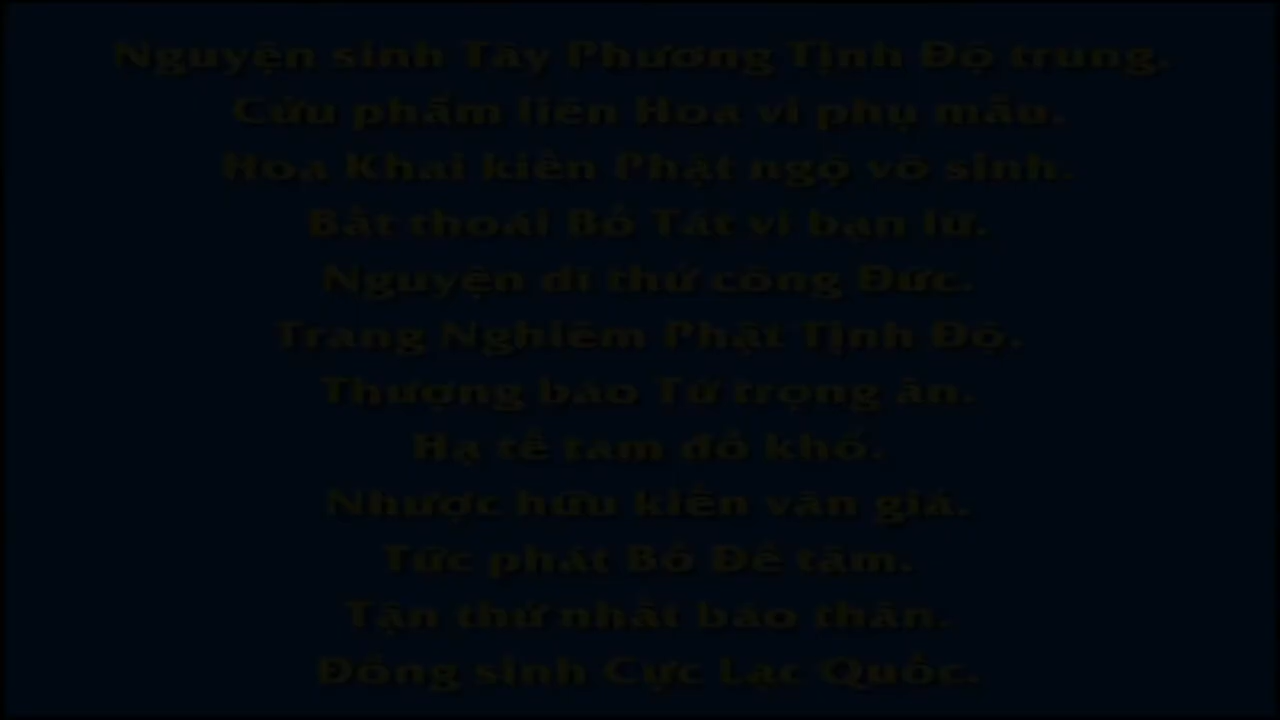 Nguyện sinh Tây Phương Tịnh Độ trung.
Cửu phẩm liên Hoa vi phụ mẫu.
Hoa Khai kiến Phật ngộ vô sinh.
Bất thoái Bồ Tát vi bạn lữ.
Nguyện dĩ thử công Đức.
Trang Nghiêm Phật Tịnh Độ.
Thượng báo Tứ trọng ân.
Hạ tế tam đồ khổ.
Nhược hữu kiến văn giả.
Tức phát Bồ Đề tâm.
Tận thử nhất báo thân.
Đồng sinh Cực Lạc Quốc.